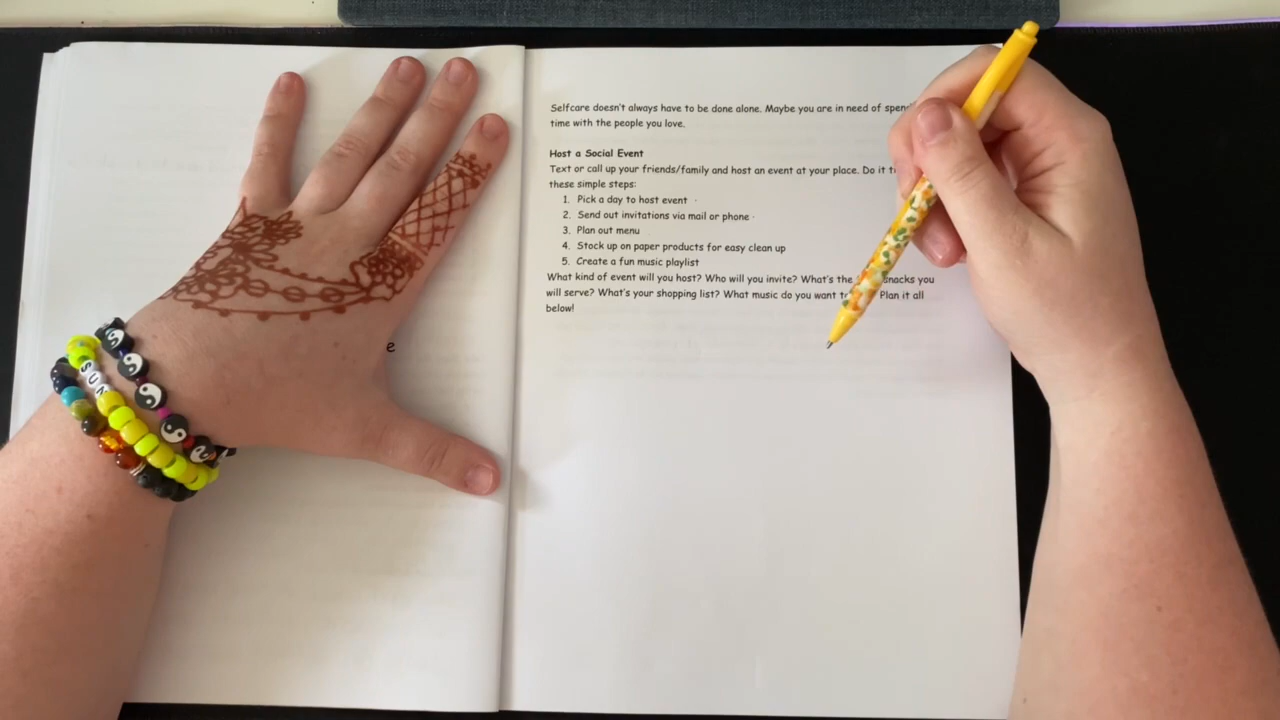 Selfcare doesn't always have to be done alone. Maybe you are in need of
time with the people you love.
Host a Social Event
Text or call up your friends/family and host an event at your place. Do it
these simple steps:
1. Pick a day to host event
2. Send out invitations via mail or phone
3. Plan out menu
4. Stock up on paper products for easy clean up
5. Create a fun music playlist
What kind of event will you host? Who will you invite? What's the snacks you
will serve? What's your shopping list? What music do you want Plan it all
below!
e
SUN